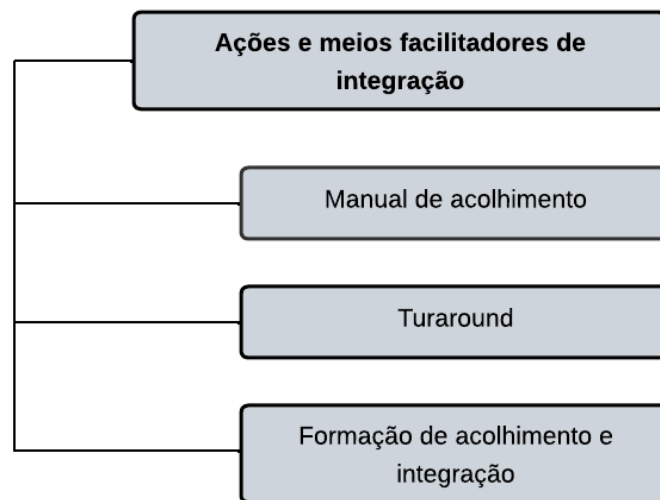 Ações e meios facilitadores de
integração
Manual de acolhimento
Turaround
Formação de acolhimento e
integração